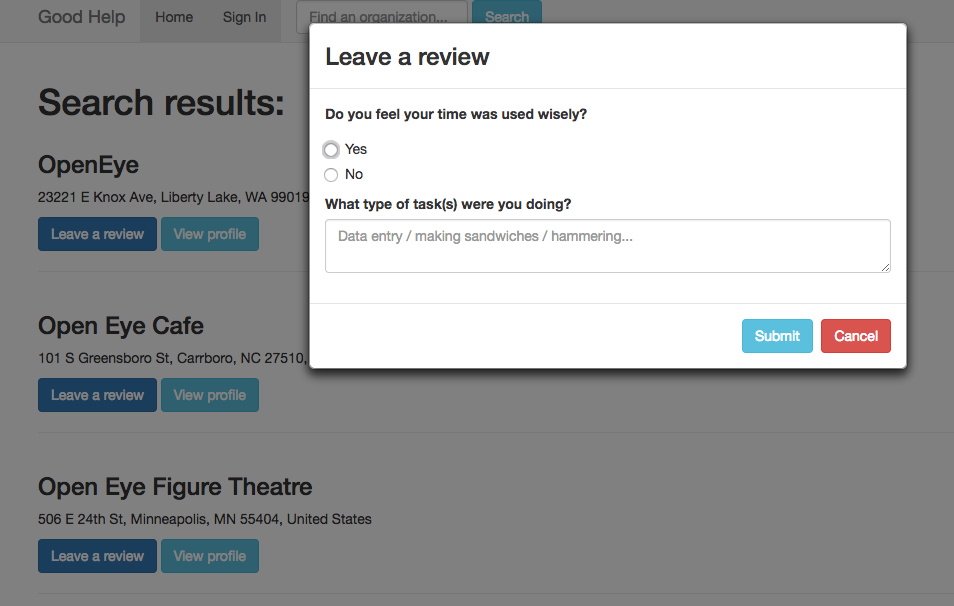 Good Help Home Sign In Find an organization... Search
Leave a review
Do you feel your time was used wisely?
Yes
No
What type of task(s) were you doing?
Data entry / making sandwiches / hammering...
Submit Cancel
Search results:
OpenEye
23221 E Knox Ave, Liberty Lake, WA 99019
Leave a review View profile
Open Eye Cafe
101 S Greensboro St, Carrboro, NC 27510,
Leave a review View profile
Open Eye Figure Theatre
506 E 24th St, Minneapolis, MN 55404, United States
Leave a review View profile